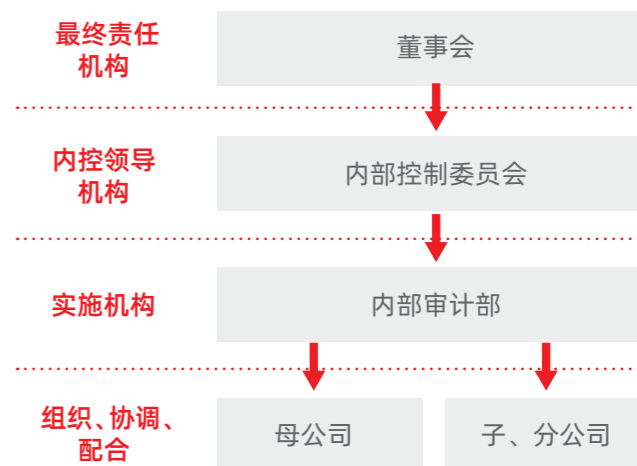 最终责任
机构
董事会
内控领导
机构
内部控制委员会
实施机构
内部审计部
组织、协调、
配合
母公司
子、分公司